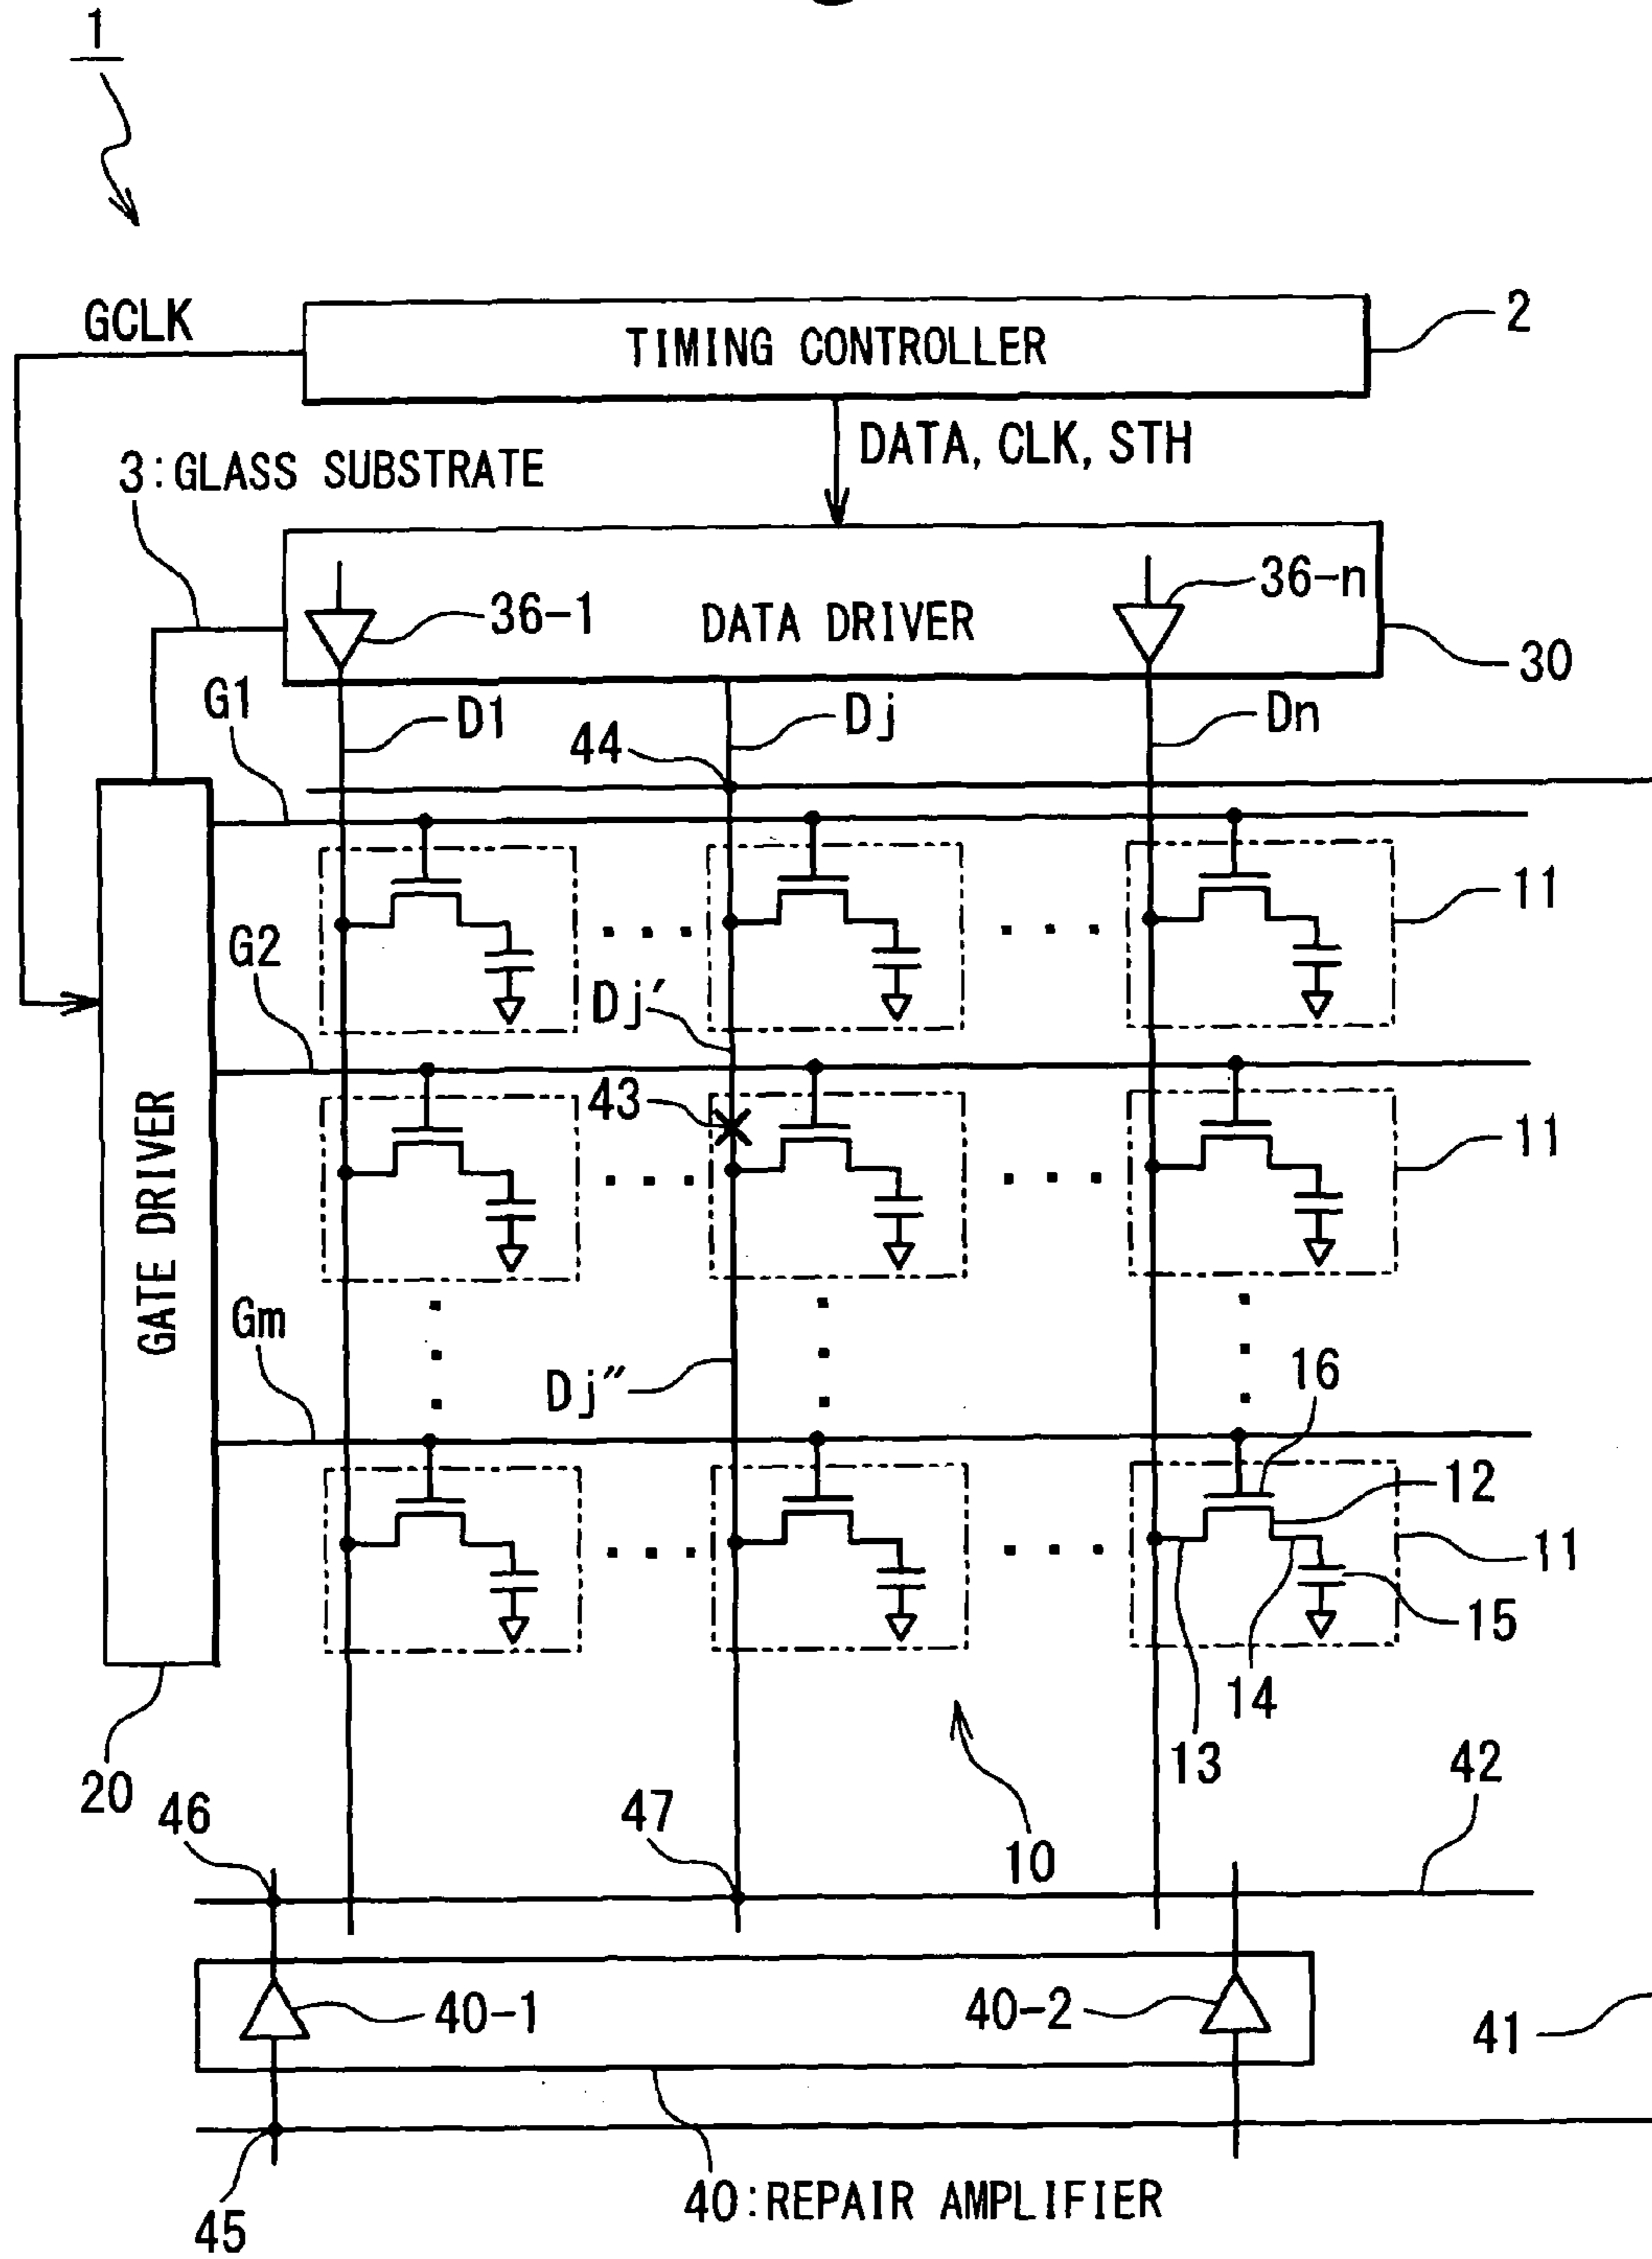 1
GCLK
TIMING CONTROLLER
2
DATA, CLK, STH
3:GLASS SUBSTRATE
36-1
DATA DRIVER
36-n
30
G1
D1
44
Dj
Dn
11
G2
Dj′
43
11
GATE DRIVER
Gm
Dj″
16
12
11
15
14
13
20
46
47
10
42
40-1
40-2
41
45
40:REPAIR AMPLIFIER